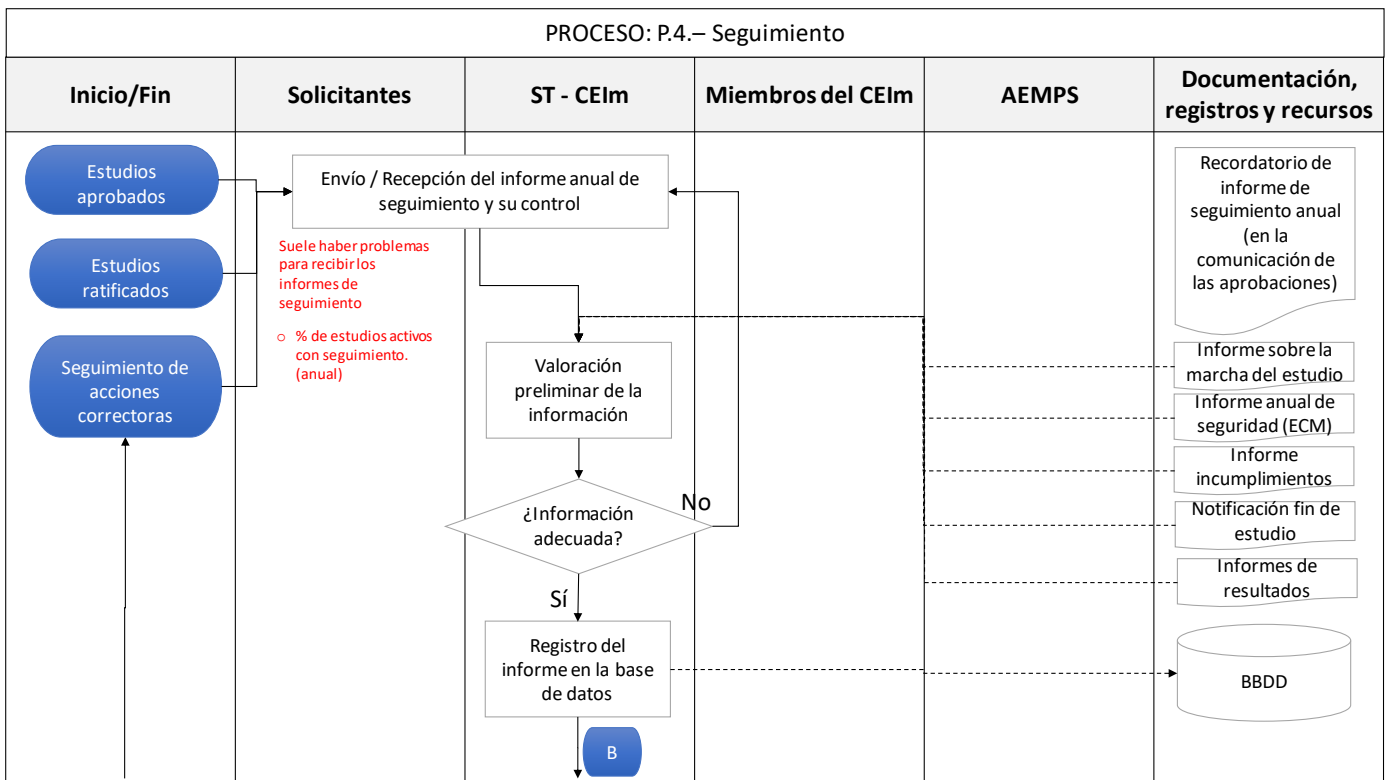 PROCESO: P.4.– Seguimiento
Inicio/Fin
Solicitantes
ST - CEIm
Miembros del CEIm
AEMPS
Documentación,
registros y recursos
Estudios
aprobados
Estudios
ratificados
Seguimiento de
acciones
correctoras
Envío / Recepción del informe anual de
seguimiento y su control
Suele haber problemas
para recibir los
informes de
seguimiento
o % de estudios activos
con seguimiento.
(anual)
Valoración
preliminar de la
información
¿Información
adecuada?
No
Sí
Registro del
informe en la base
de datos
B
Recordatorio de
informe de
seguimiento anual
(en la
comunicación de
las aprobaciones)
Informe sobre la
marcha del estudio
Informe anual de
seguridad (ECM)
Informe
incumplimientos
Notificación fin de
estudio
Informes de
resultados
BBDD